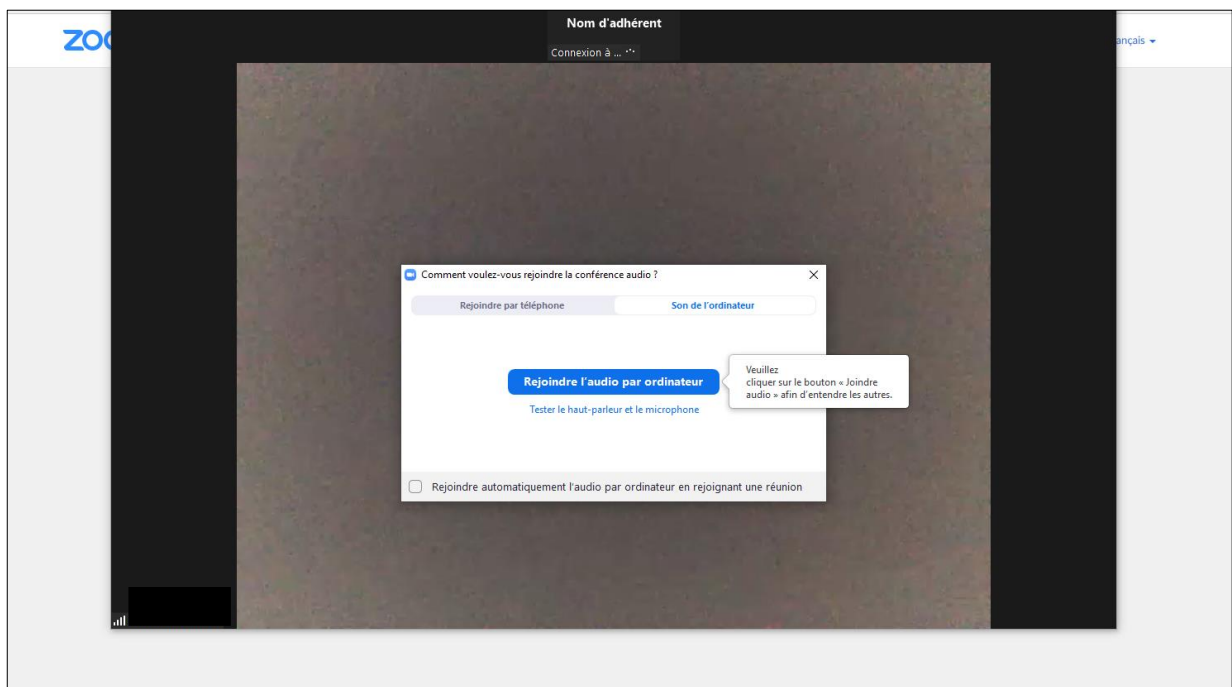 Nom d'adhérent
Connexion à ...
Comment voulez-vous rejoindre la conférence audio ?
Rejoindre par téléphone
Son de l'ordinateur
Rejoindre l'audio par ordinateur
Veuillez
cliquer sur le bouton « Joindre
audio » afin d'entendre les autres.
Tester le haut-parleur et le microphone
Rejoindre automatiquement l'audio par ordinateur en rejoignant une réunion